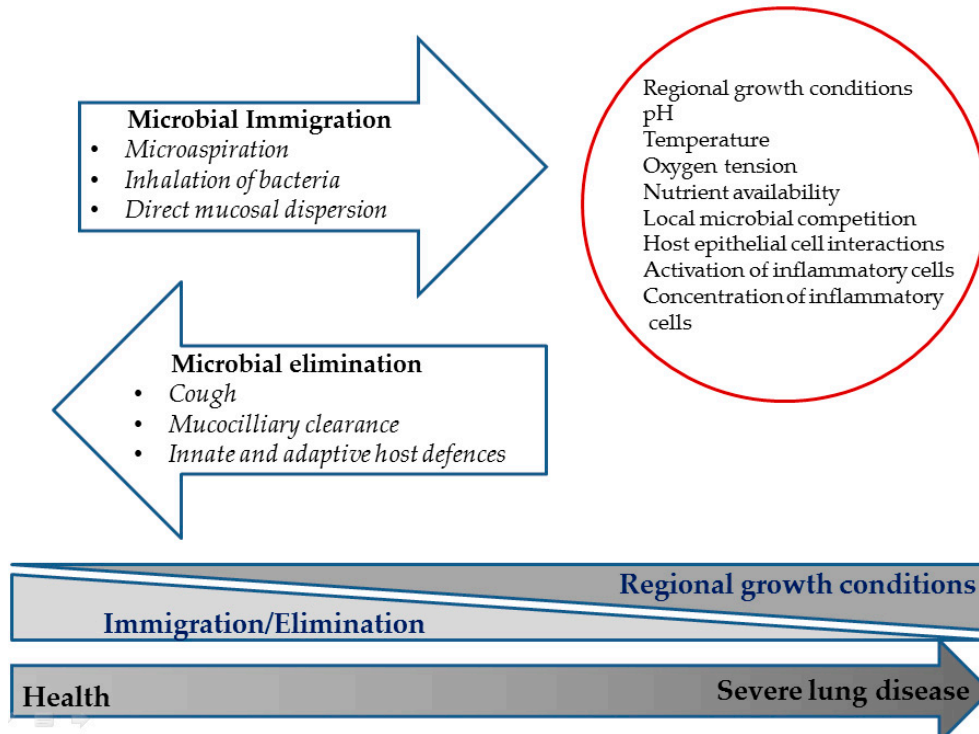 Microbial Immigration
• Microaspiration
• Inhalation of bacteria
• Direct mucosal dispersion
Regional growth conditions
pH
Temperature
Oxygen tension
Nutrient availability
Local microbial competition
Host epithelial cell interactions
Activation of inflammatory cells
Concentration of inflammatory
cells
Microbial elimination
• Cough
• Mucocilliary clearance
• Innate and adaptive host defences
Regional growth conditions
Immigration/Elimination
Health
Severe lung disease